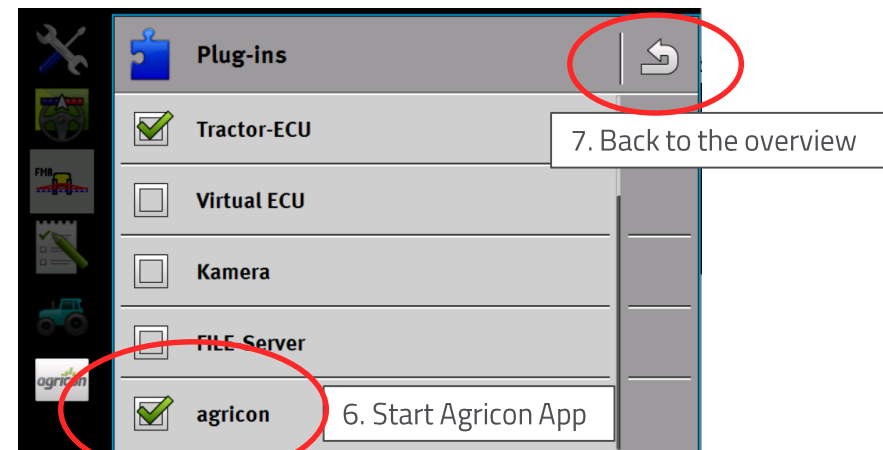 Plug-ins
Tractor-ECU
7. Back to the overview
FMA
Virtual ECU
Kamera
FILE-Server
agricon
agricon
6. Start Agricon App